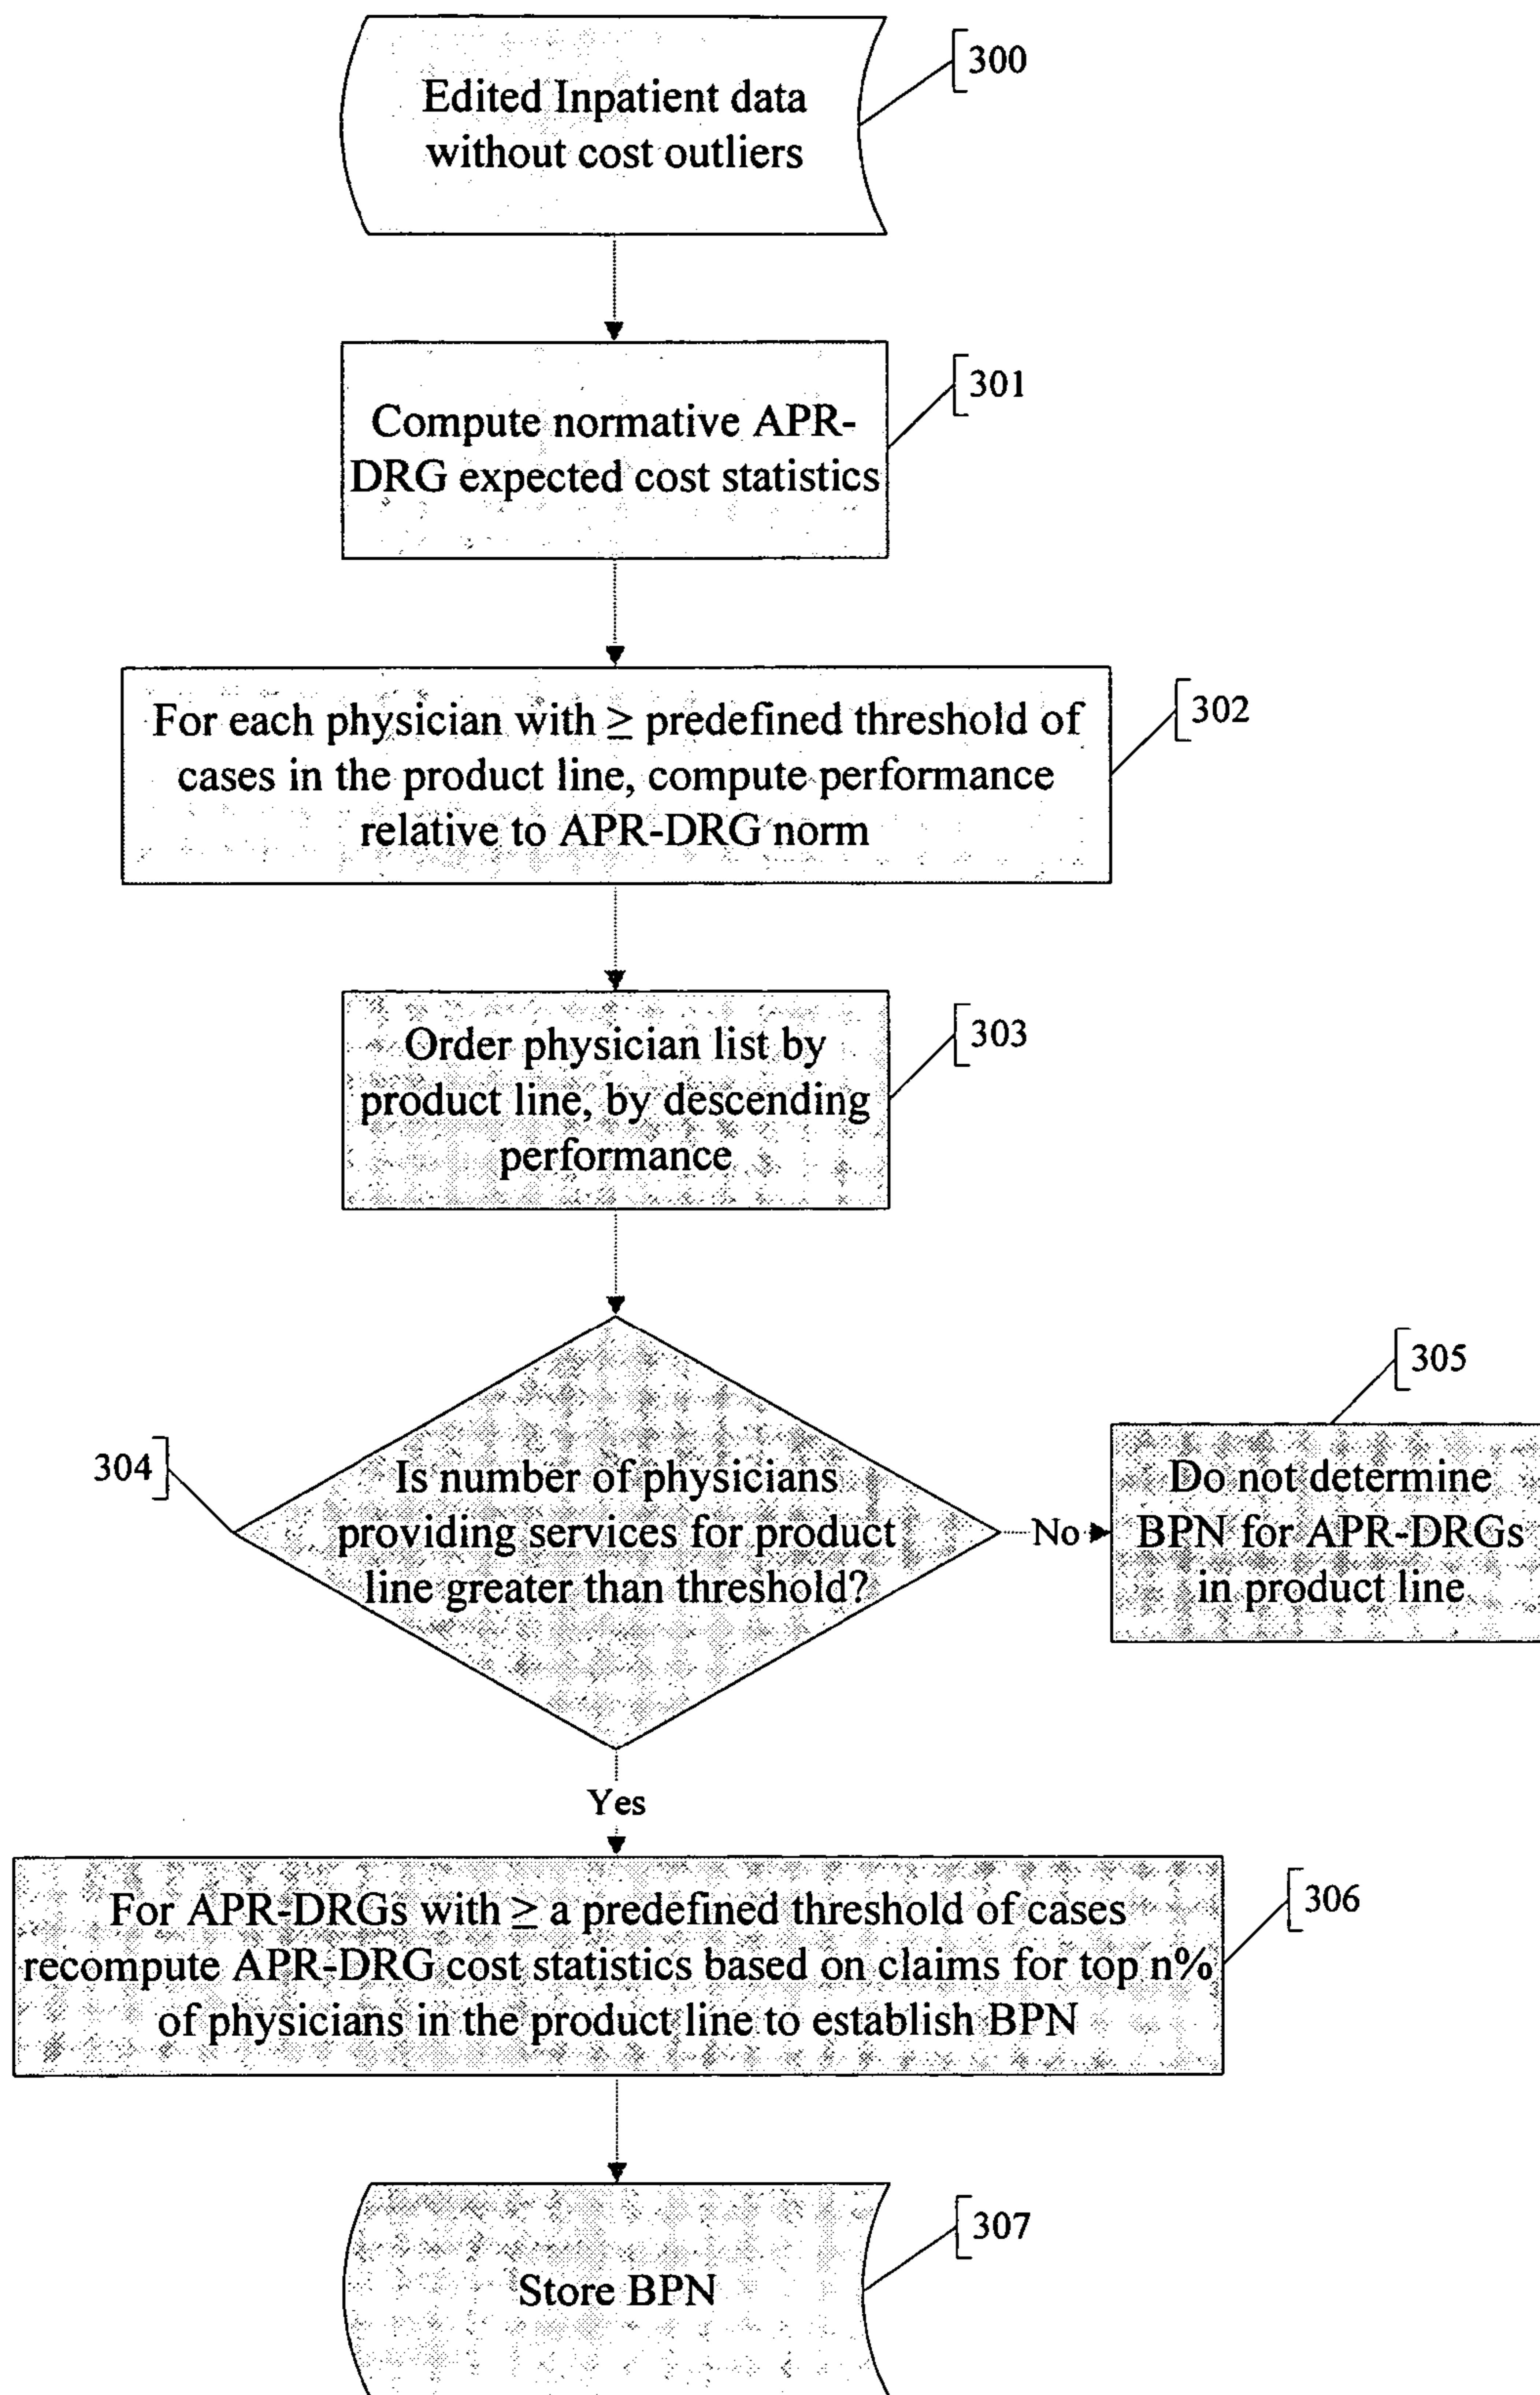 Edited Inpatient data
without cost outliers
300
Compute normative APR-
DRG expected cost statistics
301
For each physician with ≥ predefined threshold of
cases in the product line, compute performance
relative to APR-DRG norm
302
Order physician list by
product line, by descending
performance
303
Is number of physicians
providing services for product
line greater than threshold?
304
No
Do not determine
BPN for APR-DRGs
in product line
305
Yes
For APR-DRGs with ≥ a predefined threshold of cases
recompute APR-DRG cost statistics based on claims for top n%
of physicians in the product line to establish BPN
306
Store BPN
307